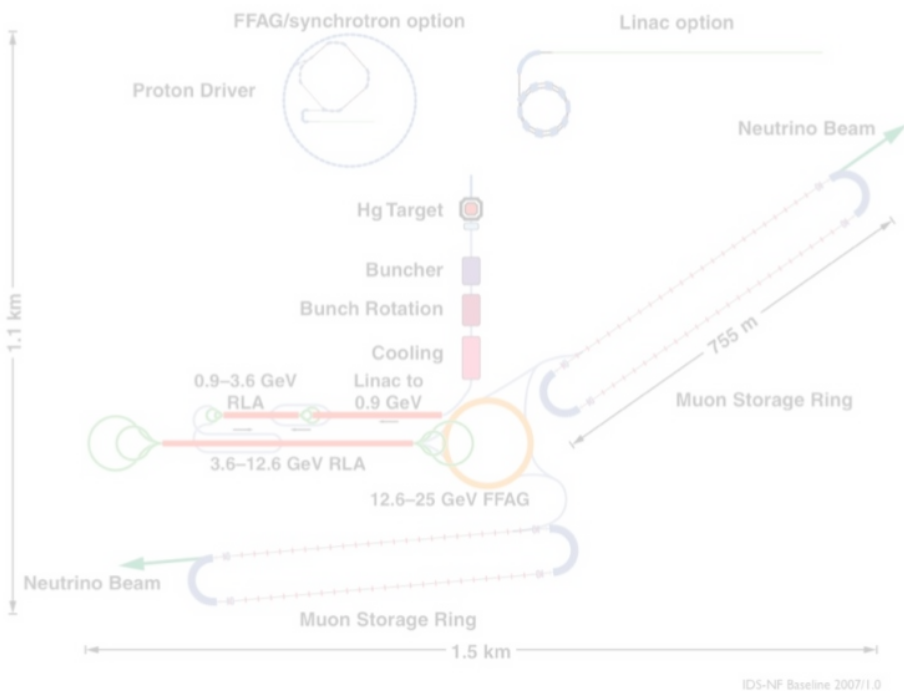 FFAG/synchrotron option
Linac option
Proton Driver
Neutrino Beam
Hg Target
Buncher
Bunch Rotation
Cooling
1.1 km
755 m
0.9–3.6 GeV
RLA
Linac to
0.9 GeV
Muon Storage Ring
3.6–12.6 GeV RLA
12.6–25 GeV FFAG
Neutrino Beam
Muon Storage Ring
1.5 km
IDS-NF Baseline 2007/1.0